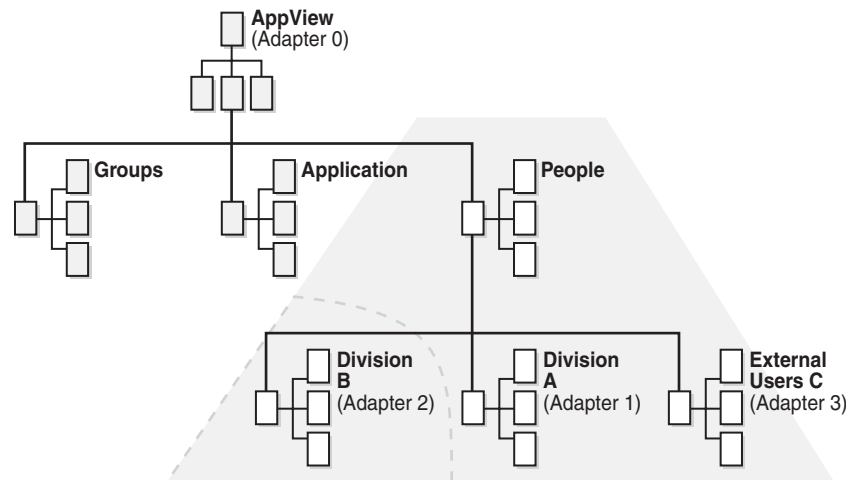 AppView
(Adapter 0)
Groups
Application
People
Division
B
(Adapter 2)
Division
A
(Adapter 1)
External
Users C
(Adapter 3)